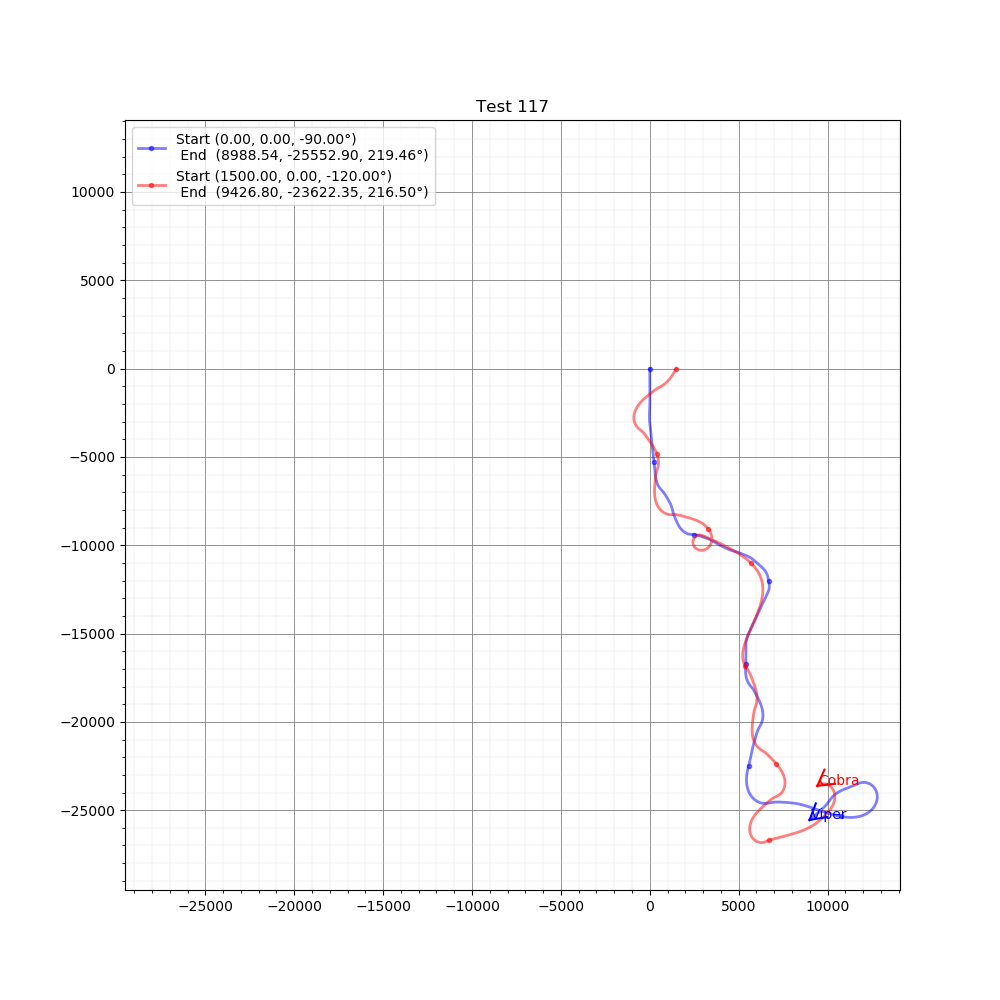 Test 117
Start (0.00, 0.00, -90.00°)
End  (8988.54, -25552.90, 219.46°)
Start (1500.00, 0.00, -120.00°)
End  (9426.80, -23622.35, 216.50°)
10000
5000
0
−5000
−10000
−15000
−20000
−25000
Cobra
Viper
−25000 −20000 −15000 −10000 −5000 0 5000 10000